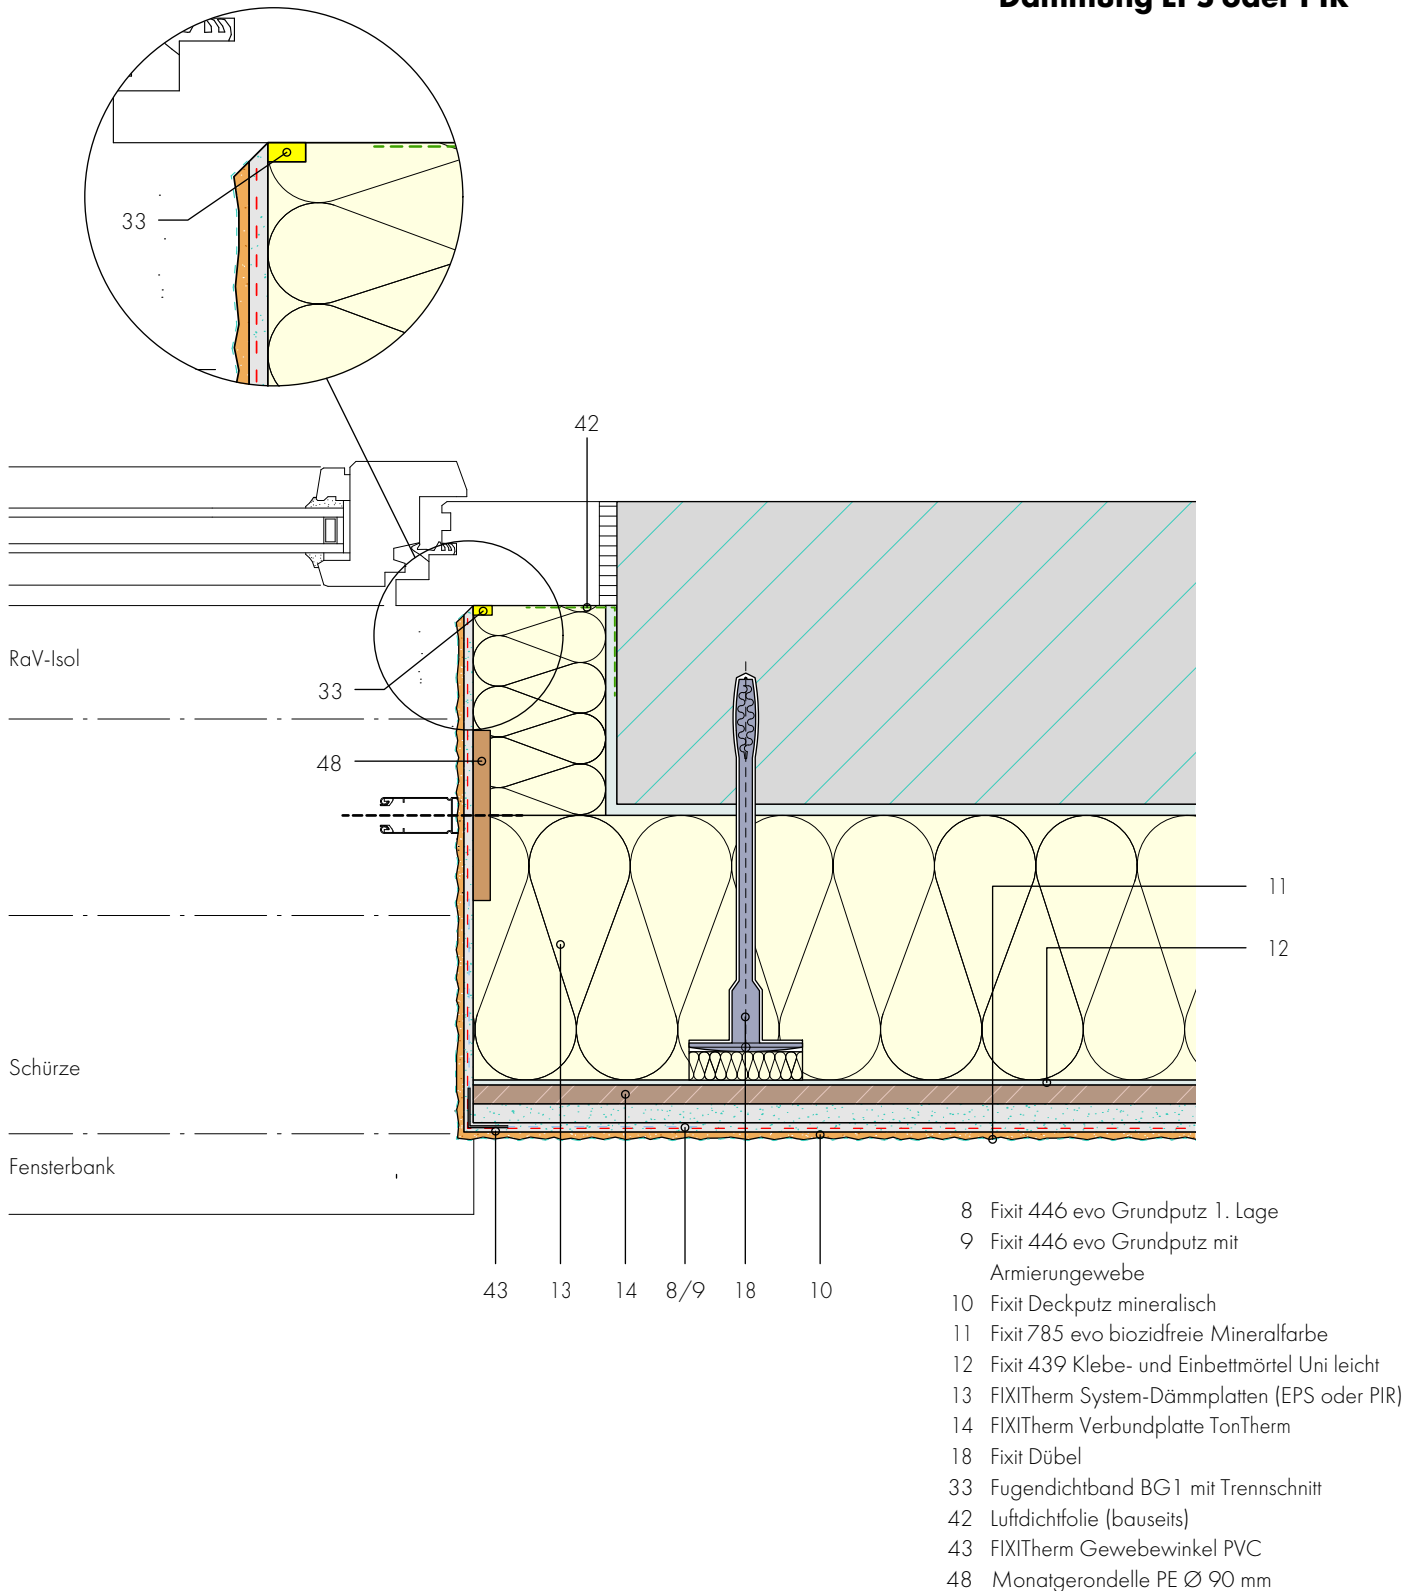 Dämmung EPS oder PIR
33
42
RaV-Isol
33
48
11
12
Schürze
Fensterbank
43
13
14
8/9
18
10
8 Fixit 446 evo Grundputz 1. Lage
9 Fixit 446 evo Grundputz mit
Armierungewebe
10 Fixit Deckputz mineralisch
11 Fixit 785 evo biozidfreie Mineralfarbe
12 Fixit 439 Klebe- und Einbettmörtel Uni leicht
13 FIXITherm System-Dämmplatten (EPS oder PIR)
14 FIXITherm Verbundplatte TonTherm
18 Fixit Dübel
33 Fugendichtband BG1 mit Trennschnitt
42 Luftdichtfolie (bauseits)
43 FIXITherm Gewebewinkel PVC
48 Monatgerondelle PE Ø 90 mm